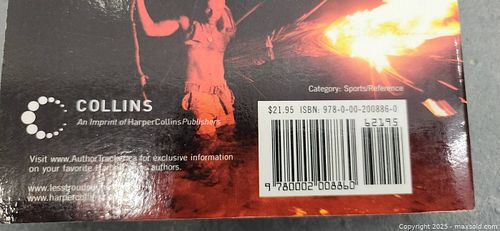 Category: Sports/Reference
COLLINS
An Imprint of HarperCollinsPublishers
$21.95 ISBN: 978-0-00-200886-0
62195
9 780002 008860
Visit www.AuthorTracker.ca for exclusive information
on your favorite authors.
Copyright 2025 - maxsold.com